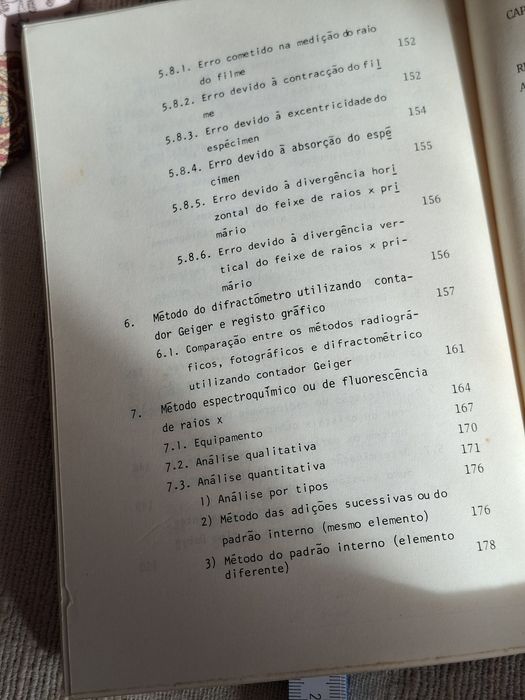 5.8.1. Erro cometido na medição do raio
do filme 152
5.8.2. Erro devido à contracção do fil
me 152
5.8.3. Erro devido à excentricidade do
espécimen 154
5.8.4. Erro devido à absorção do espé
cimen 155
5.8.5. Erro devido à divergência hori
zontal do feixe de raios x pri
mário 156
5.8.6. Erro devido à divergência ver-
tical do feixe de raios x pri-
mário 156
6. Método do difractómetro utilizando conta-
dor Geiger e registo gráfico 157
6.1. Comparação entre os métodos radiográ-
ficos, fotográficos e difractométrico
utilizando contador Geiger 161
7. Método espectroquímico ou de fluorescência
de raios x 164
7.1. Equipamento 167
7.2. Análise qualitativa 170
7.3. Análise quantitativa 171
1) Análise por tipos 176
2) Método das adições sucessivas ou do
padrão interno (mesmo elemento) 176
3) Método do padrão interno (elemento
diferente) 178
CAP
R
A
2